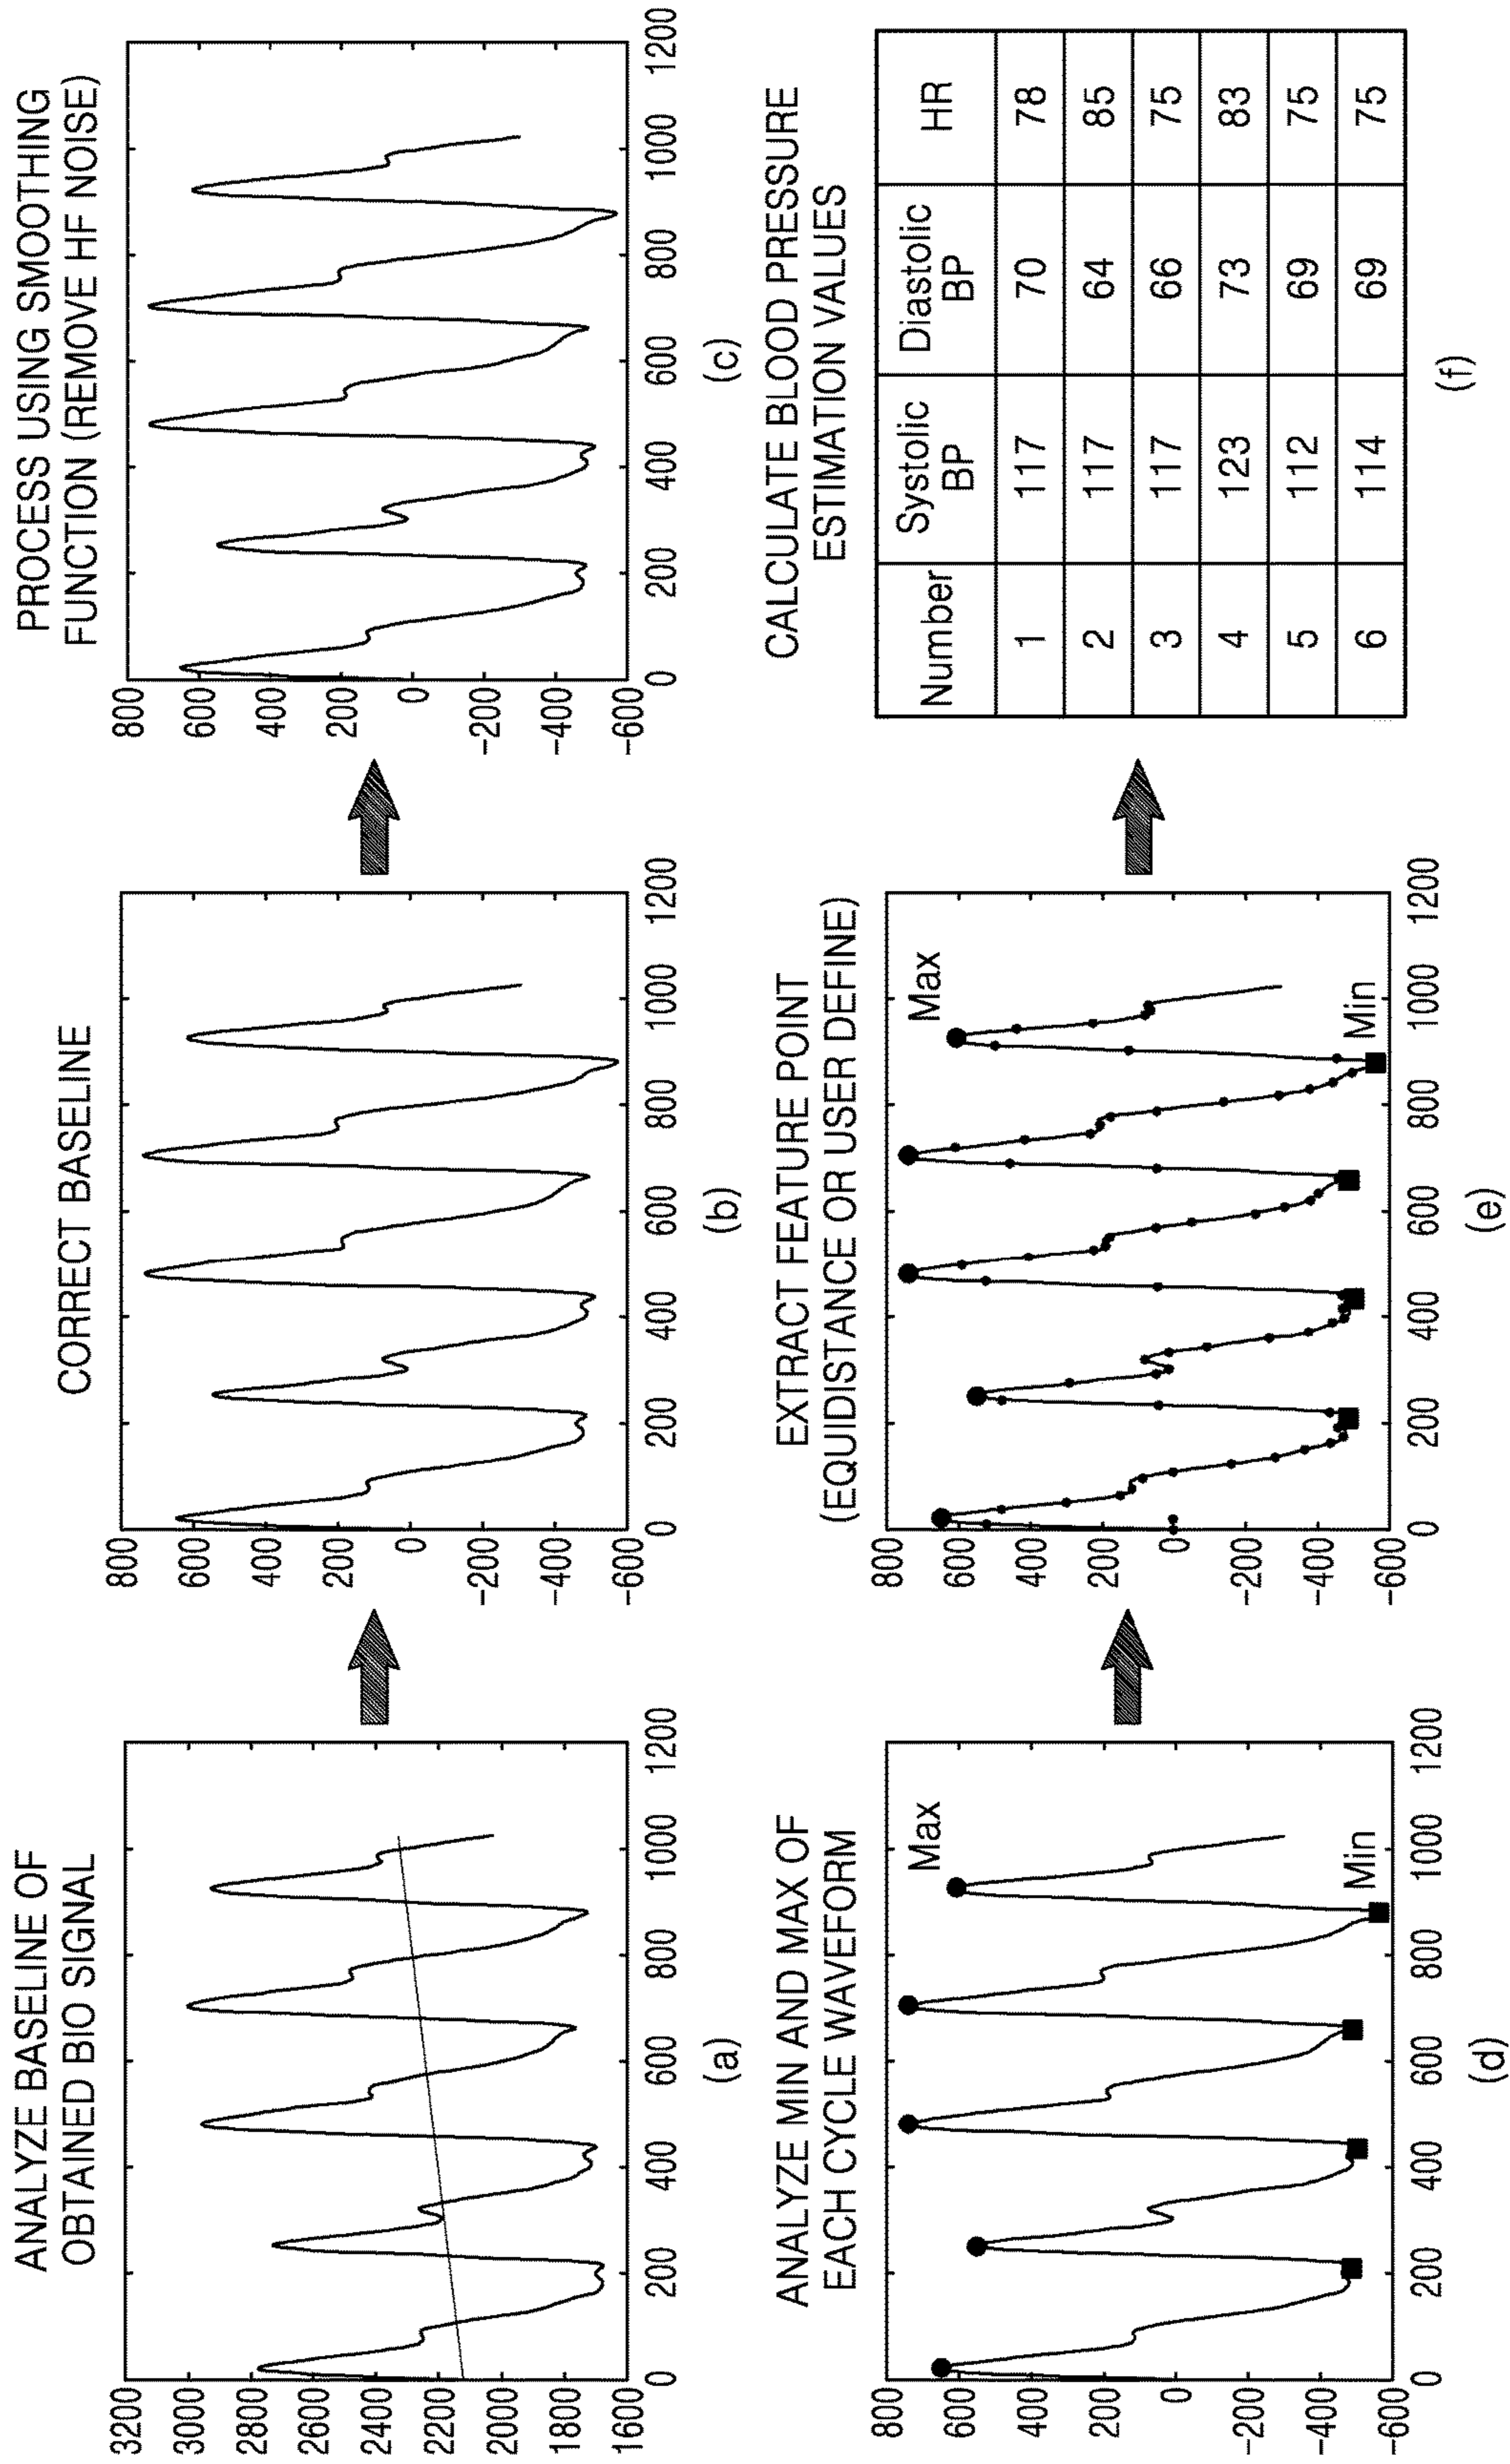 ANALYZE BASELINE OF
OBTAINED BIO SIGNAL
3200
3000
2800
2600
2400
2200
2000
1800
1600
0 200 400 600 800 1000 1200
(a)
CORRECT BASELINE
800
600
400
200
0
-200
-400
-600
0 200 400 600 800 1000 1200
(b)
PROCESS USING SMOOTHING
FUNCTION (REMOVE HF NOISE)
800
600
400
200
0
-200
-400
-600
0 200 400 600 800 1000 1200
(c)
ANALYZE MIN AND MAX OF
EACH CYCLE WAVEFORM
800
600
400
200
0
-200
-400
-600
Max
Min
0 200 400 600 800 1000 1200
(d)
EXTRACT FEATURE POINT
(EQUIDISTANCE OR USER DEFINE)
800
600
400
200
0
-200
-400
-600
Max
Min
0 200 400 600 800 1000 1200
(e)
CALCULATE BLOOD PRESSURE
ESTIMATION VALUES
Number Systolic BP Diastolic BP HR
1 117 70 78
2 117 64 85
3 117 66 75
4 123 73 83
5 112 69 75
6 114 69 75
(f)